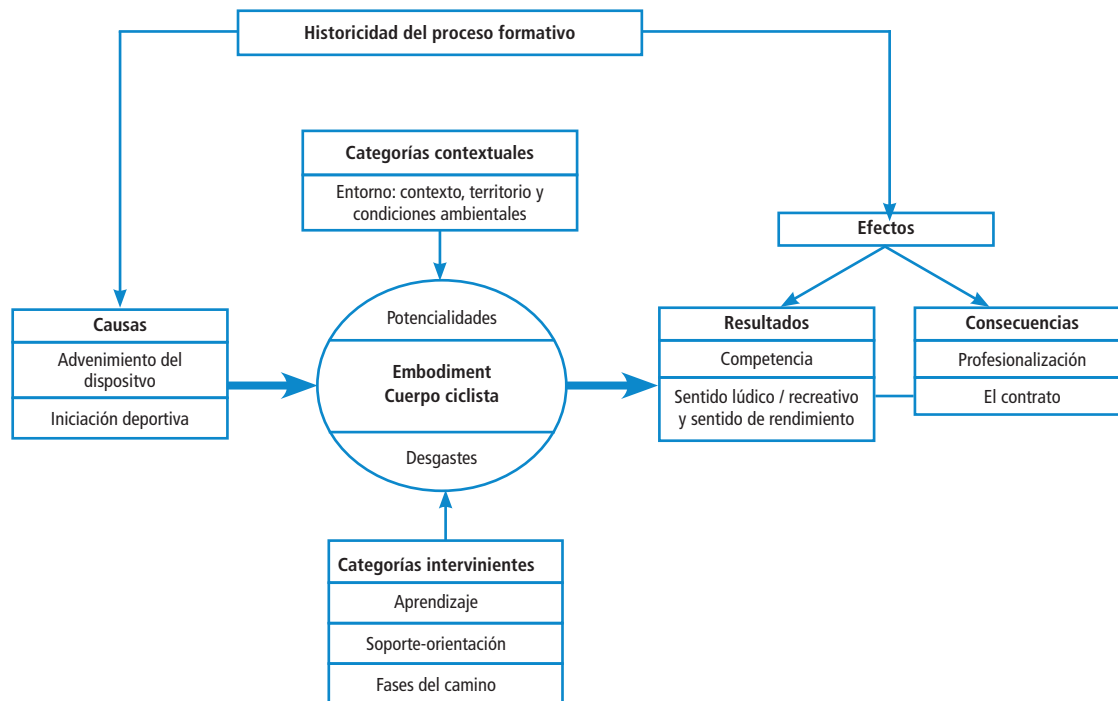 Historicidad del proceso formativo
Categorías contextuales
Entorno: contexto, territorio y
condiciones ambientales
Efectos
Causas
Advenimiento del
dispositvo
Iniciación deportiva
Potencialidades
Embodiment
Cuerpo ciclista
Desgastes
Resultados
Competencia
Sentido lúdico / recreativo
y sentido de rendimiento
Consecuencias
Profesionalización
El contrato
Categorías intervinientes
Aprendizaje
Soporte-orientación
Fases del camino